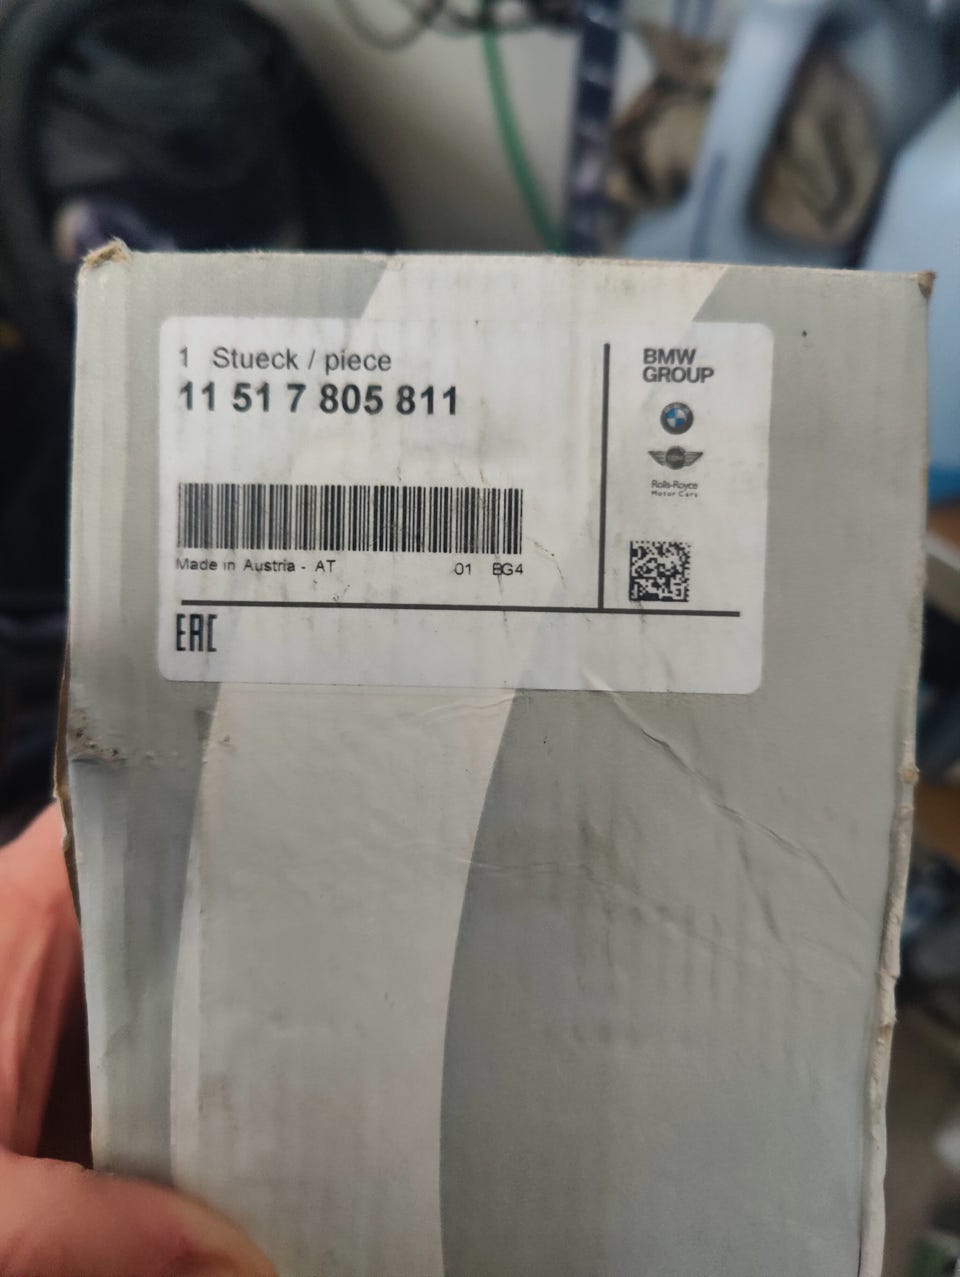 1 Stueck / piece
11 51 7 805 811
Made in Austria - AT
01 BG4
EAC
BMW
GROUP
Rolls-Royce
Motor Cars